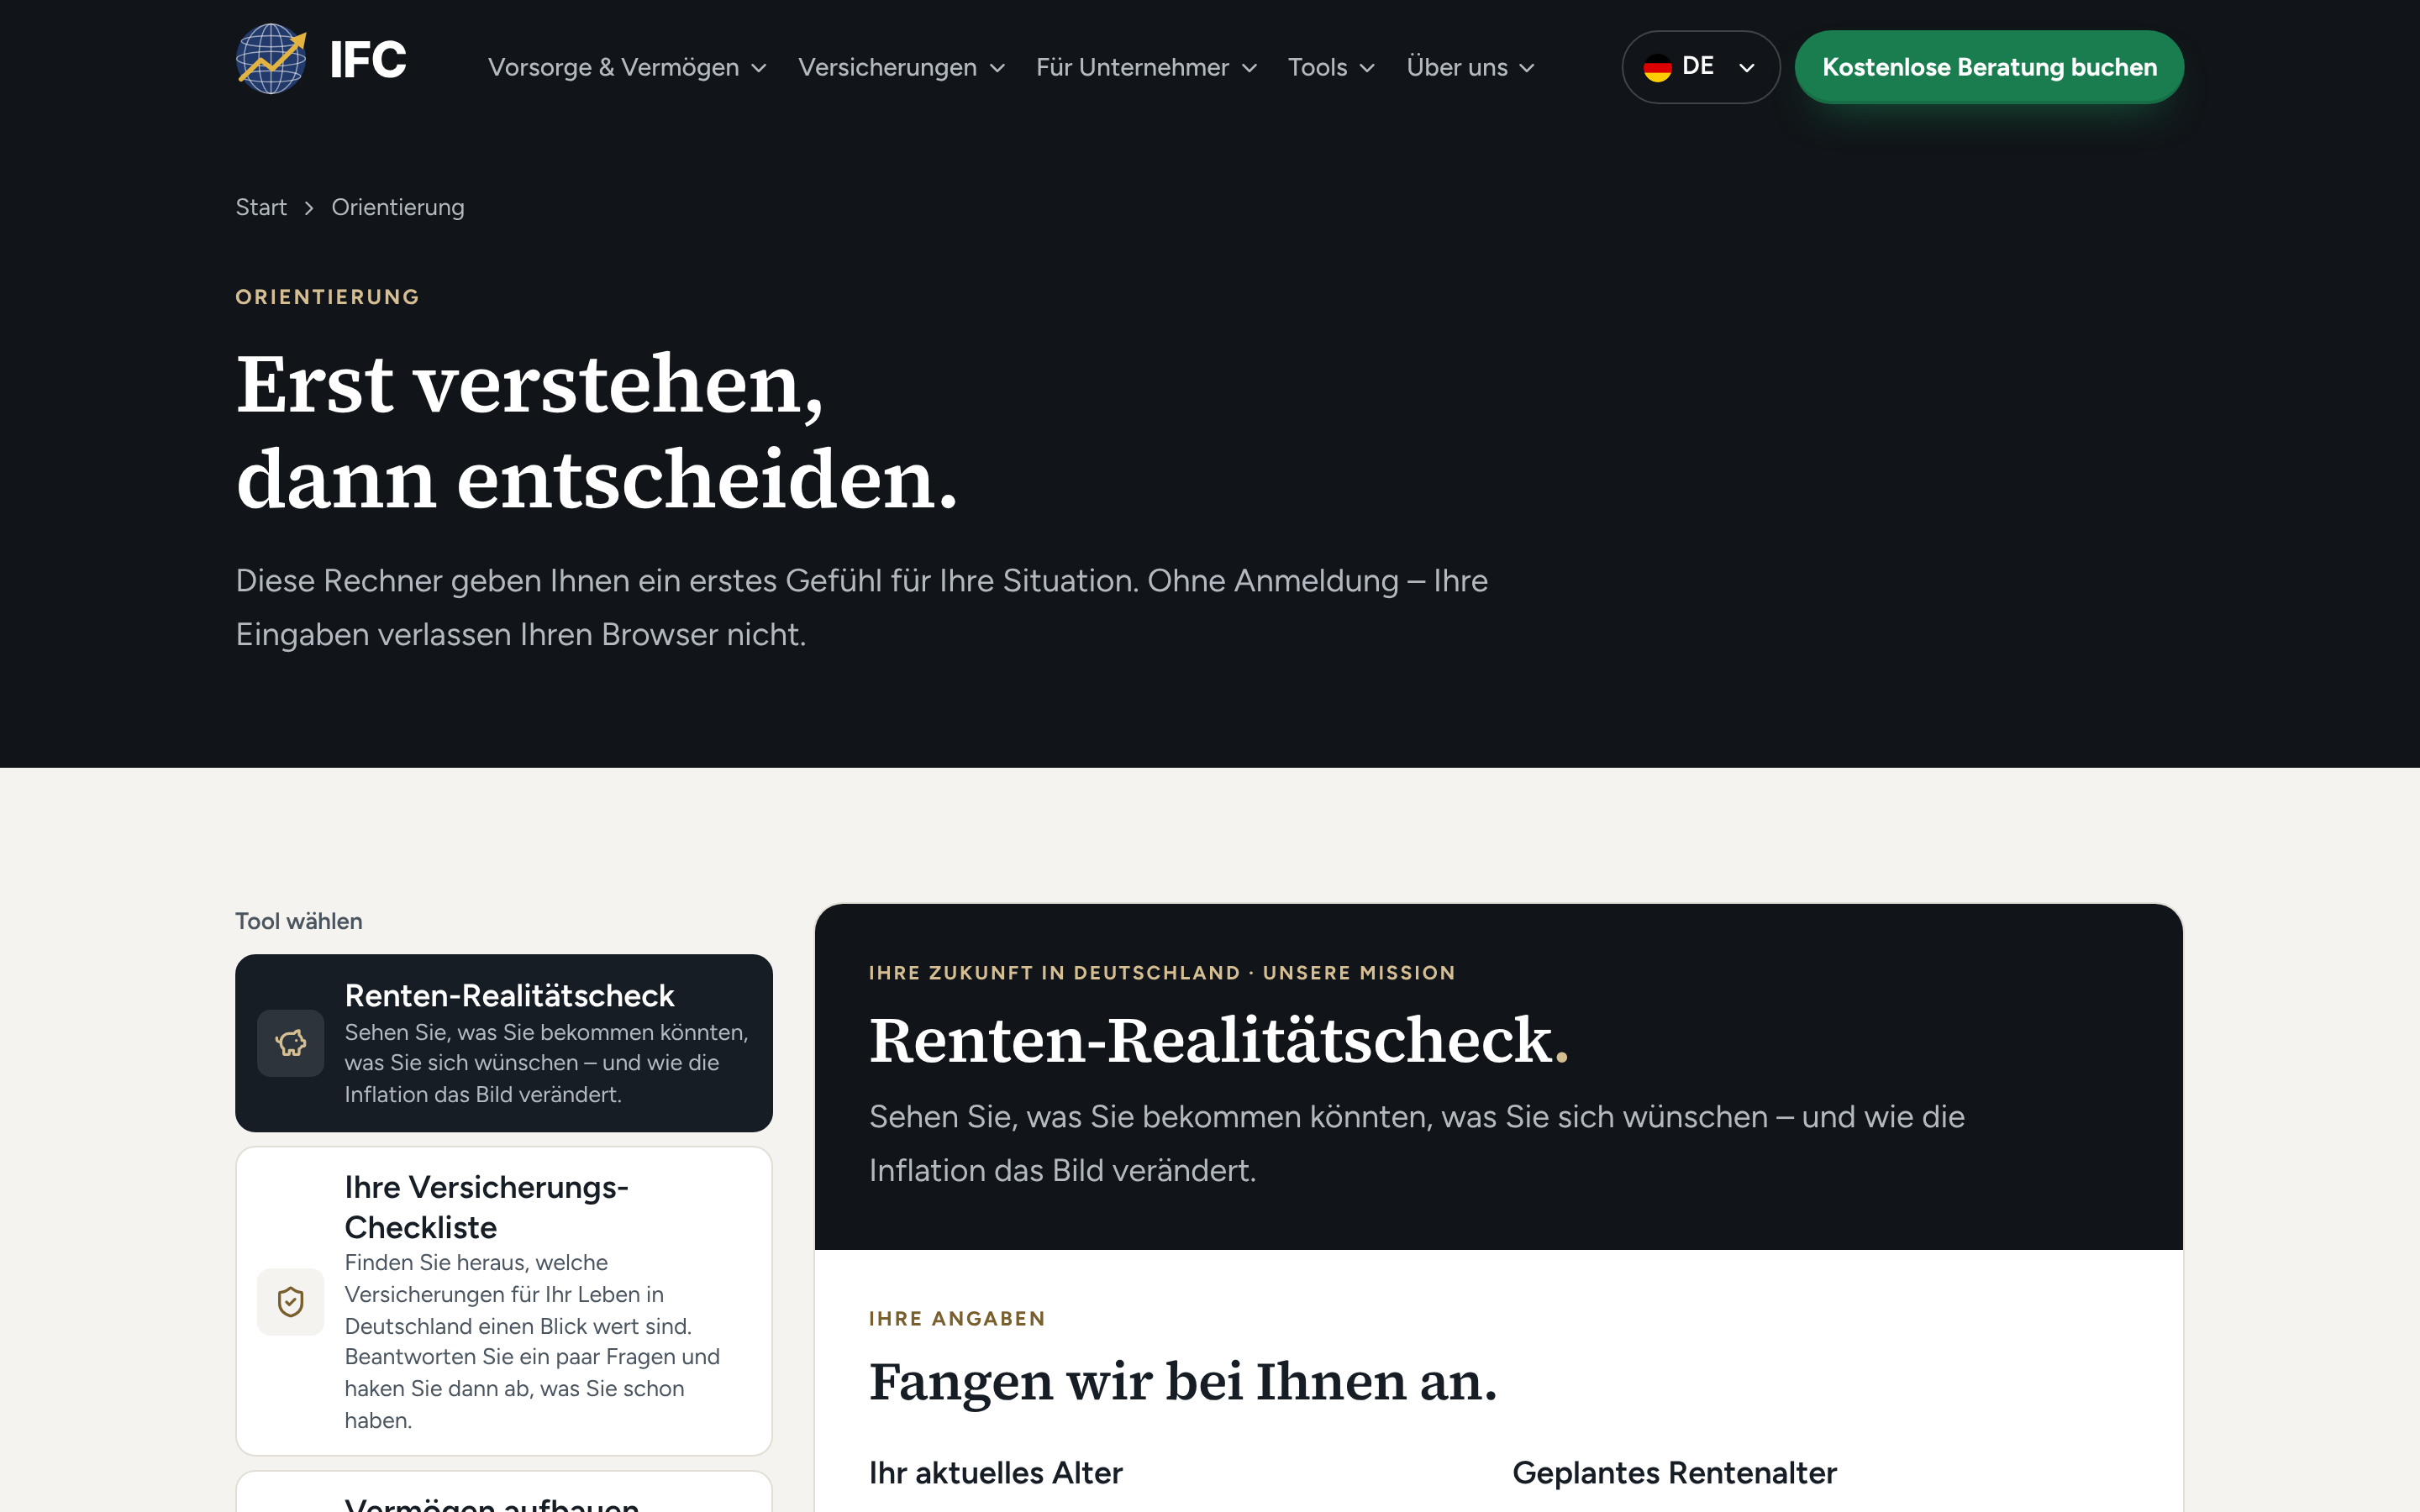 IFC
Vorsorge & Vermögen
Versicherungen
Für Unternehmer
Tools
Über uns
DE
Kostenlose Beratung buchen
Start
Orientierung
ORIENTIERUNG
Erst verstehen,
dann entscheiden.
Diese Rechner geben Ihnen ein erstes Gefühl für Ihre Situation. Ohne Anmeldung – Ihre
Eingaben verlassen Ihren Browser nicht.
Tool wählen
Renten-Realitätscheck
Sehen Sie, was Sie bekommen könnten,
was Sie sich wünschen – und wie die
Inflation das Bild verändert.
Ihre Versicherungs-
Checkliste
Finden Sie heraus, welche
Versicherungen für Ihr Leben in
Deutschland einen Blick wert sind.
Beantworten Sie ein paar Fragen und
haken Sie dann ab, was Sie schon
haben.
Vermögen aufbauen
IHRE ZUKUNFT IN DEUTSCHLAND · UNSERE MISSION
Renten-Realitätscheck.
Sehen Sie, was Sie bekommen könnten, was Sie sich wünschen – und wie die
Inflation das Bild verändert.
IHRE ANGABEN
Fangen wir bei Ihnen an.
Ihr aktuelles Alter
Geplantes Rentenalter